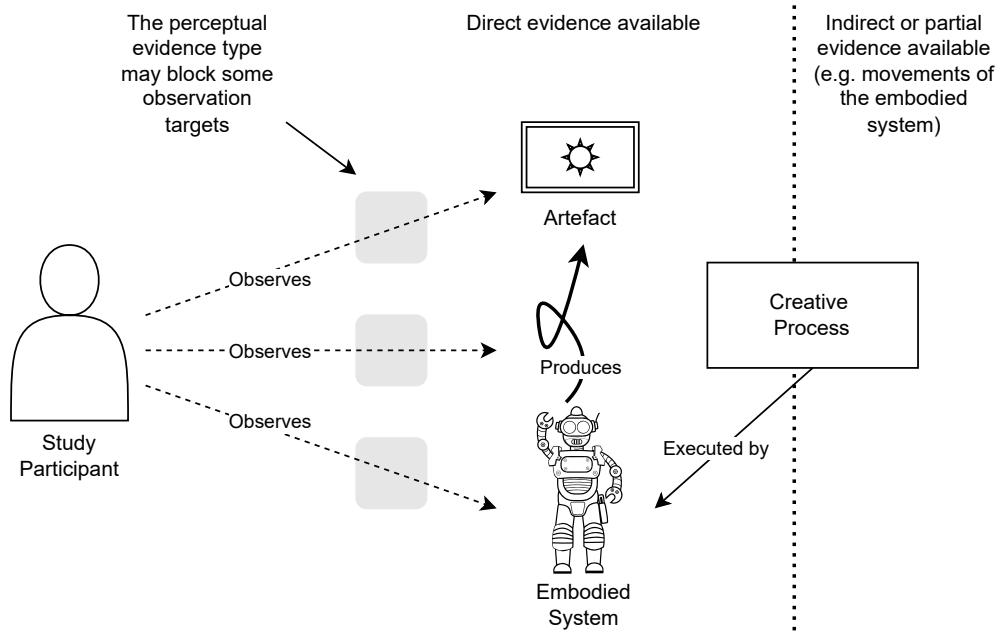 The perceptual
evidence type
may block some
observation
targets
Direct evidence available
Indirect or partial
evidence available
(e.g. movements of
the embodied
system)
Artefact
Observes
Creative
Process
Observes
Produces
Observes
Study
Participant
Executed by
Embodied
System